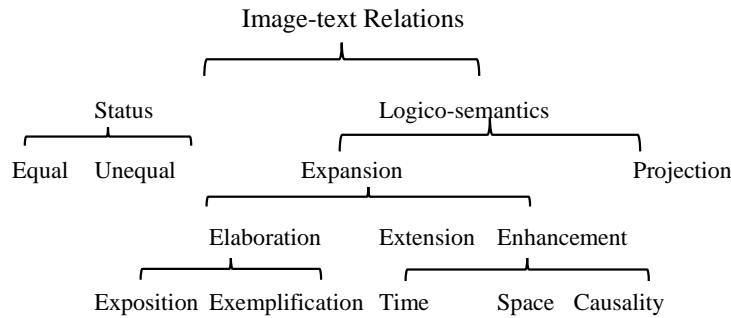 Image-text Relations
Status Logico-semantics
Equal Unequal Expansion Projection
Elaboration Extension Enhancement
Exposition Exemplification Time Space Causality